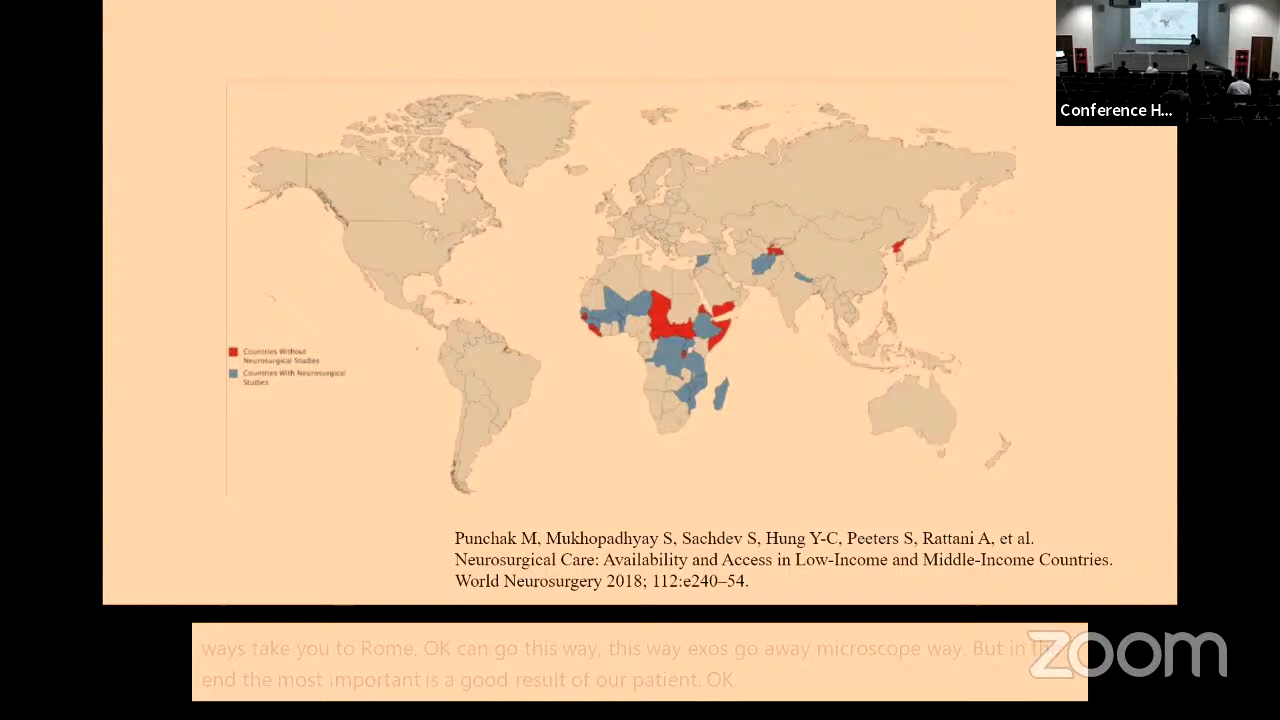 Conference H...
Countries Without
Neurosurgical Studies
Countries With Neurosurgical
Studies
Punchak M, Mukhopadhyay S, Sachdev S, Hung Y-C, Peeters S, Rattani A, et al.
Neurosurgical Care: Availability and Access in Low-Income and Middle-Income Countries.
World Neurosurgery 2018; 112:e240–54.
ways take you to Rome, OK can go this way, this way exos go away microscope way. But in the
end the most important is a good result of our patient. OK.
zoom